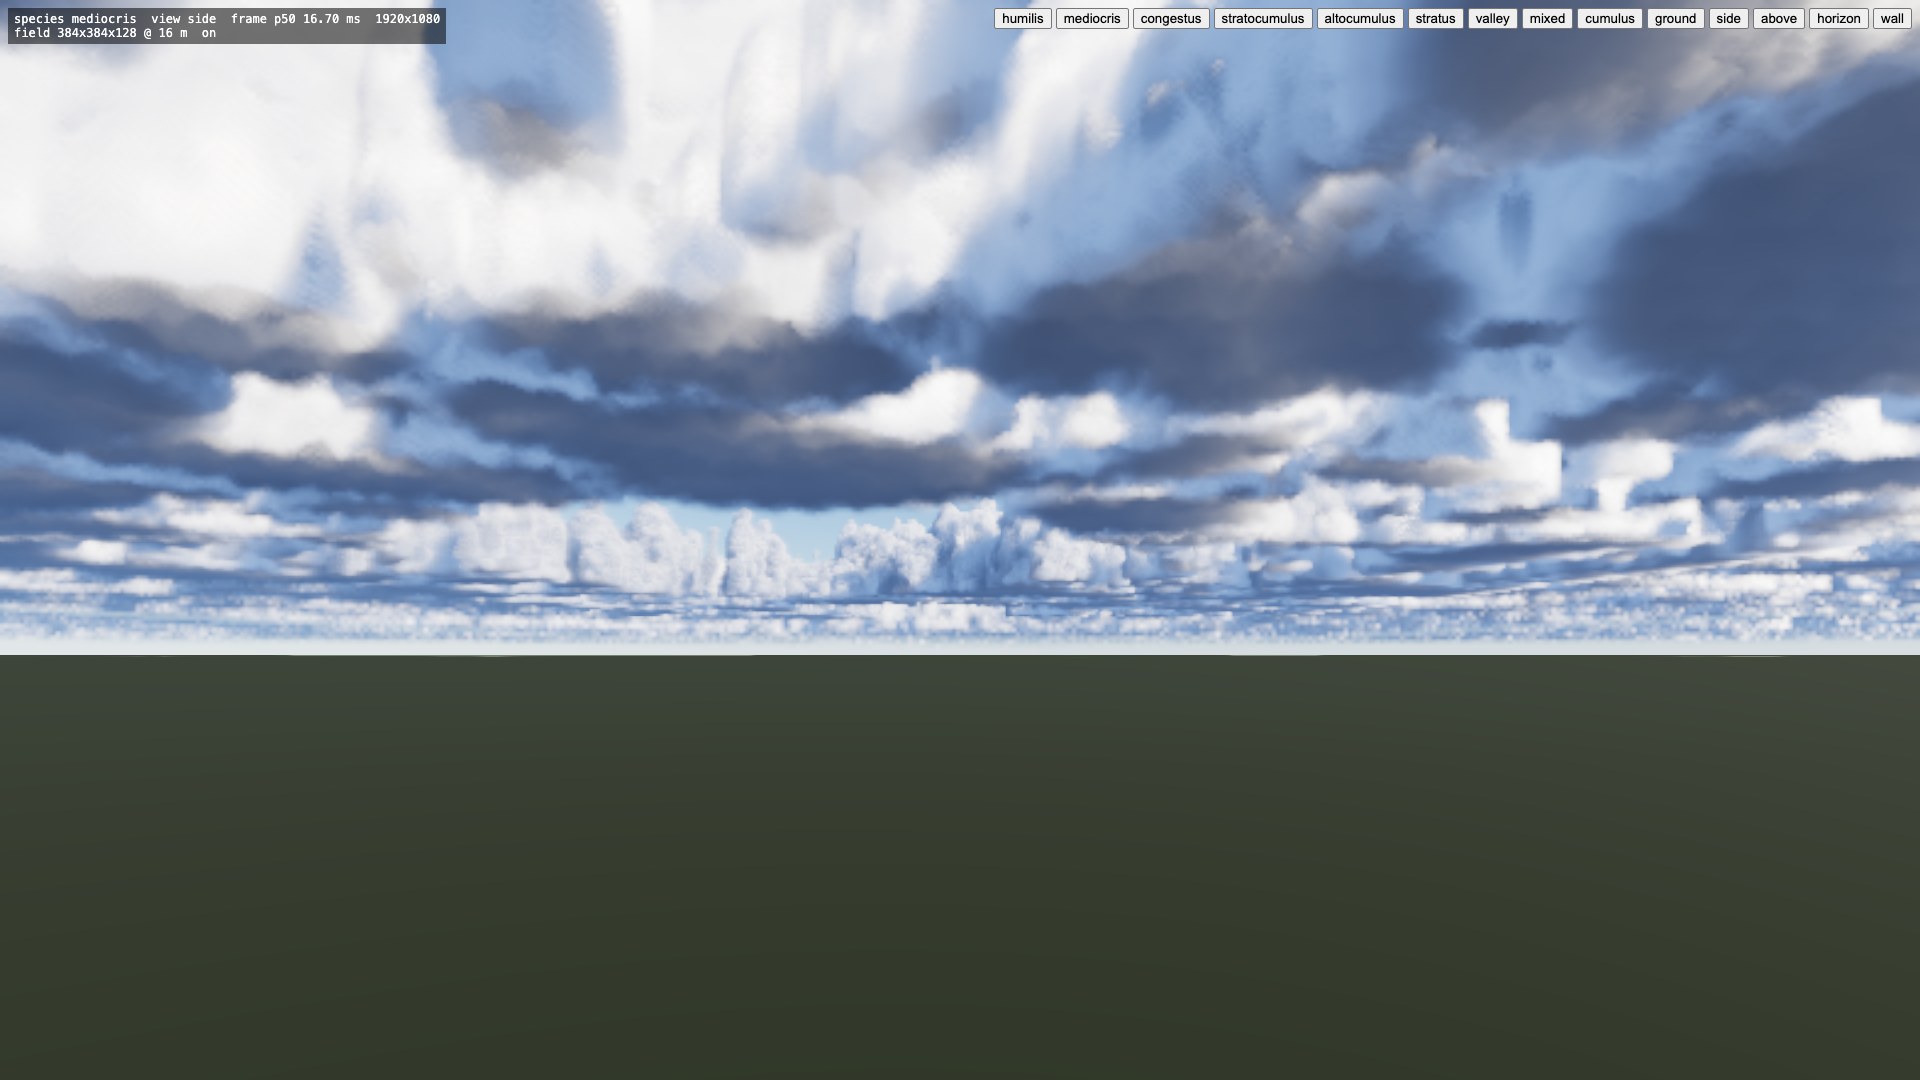 species mediocris  view side  frame p50 16.70 ms  1920x1080
field 384x384x128 @ 16 m  on
humilis mediocris congestus stratocumulus altocumulus stratus valley mixed cumulus ground side above horizon wall